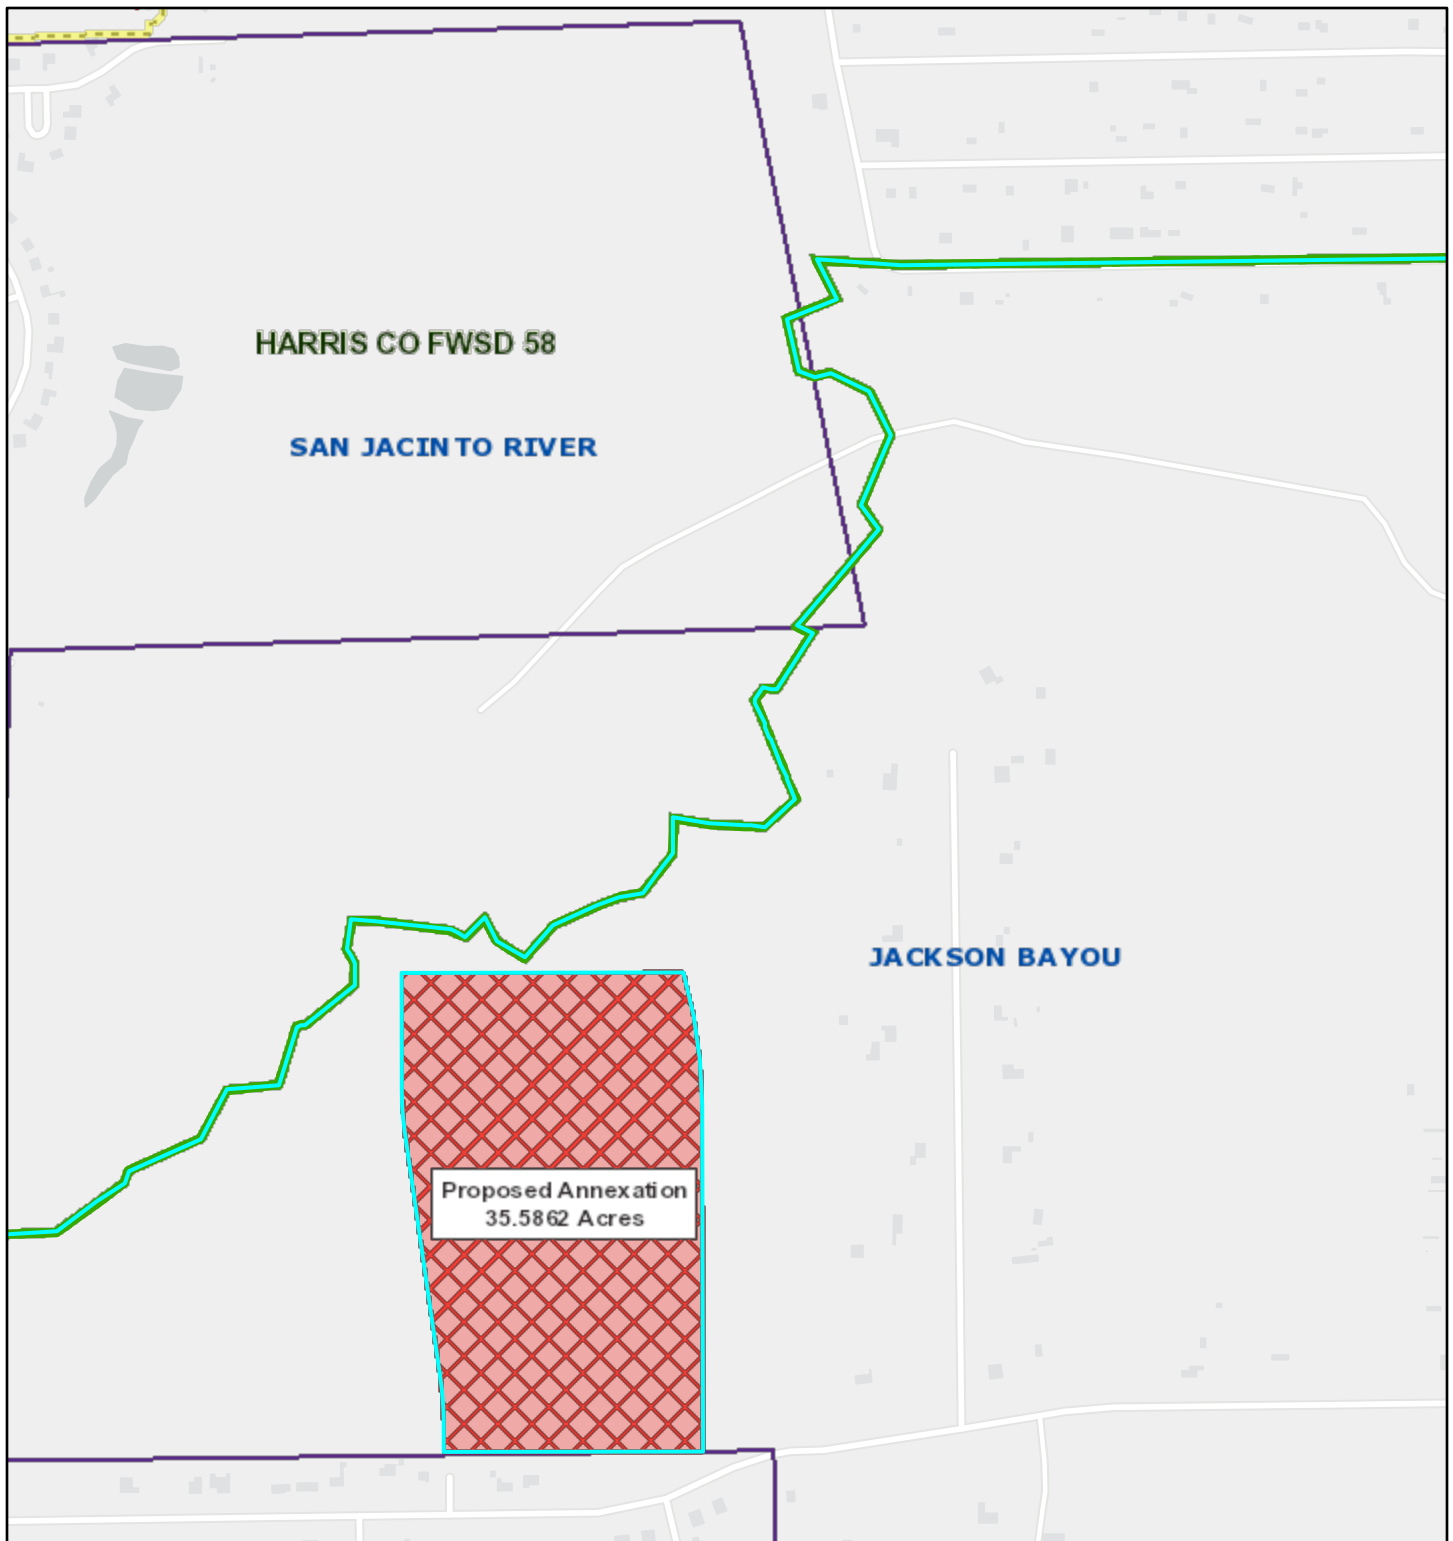 HARRIS CO FWSD 58
SAN JACINTO RIVER
JACKSON BAYOU
Proposed Annexation
35.5862 Acres